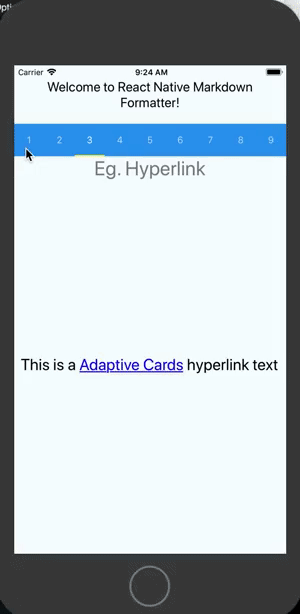 Carrier 9:24 AM
Welcome to React Native Markdown
Formatter!
1 2 3 4 5 6 7 8 9
Eg. Hyperlink
This is a Adaptive Cards hyperlink text